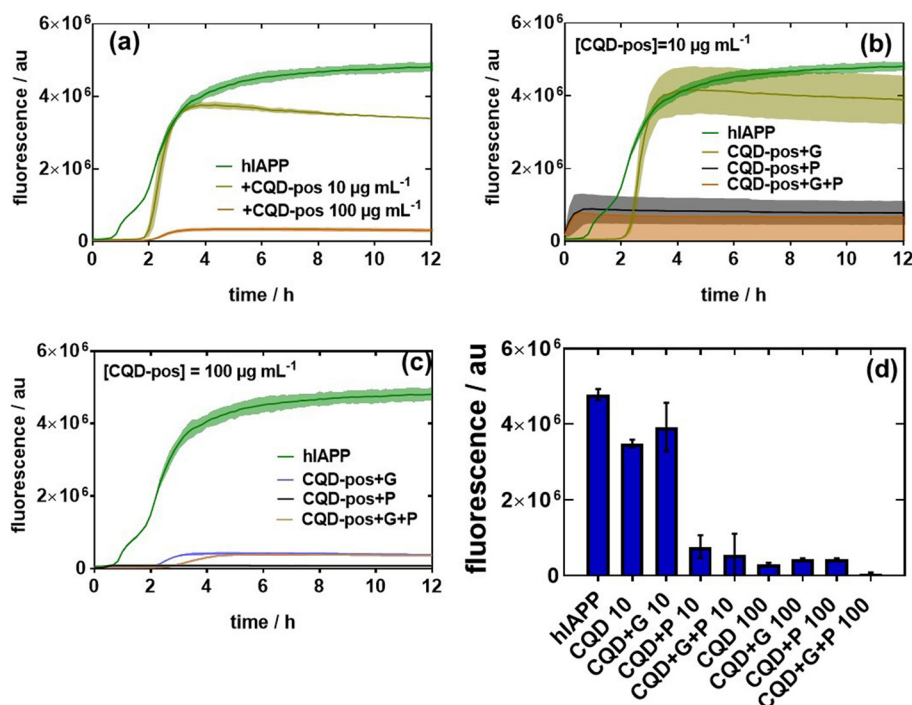 (a)
fluorescence / au
6×10⁶
4×10⁶
2×10⁶
0
hIAPP
+CQD-pos 10 µg mL⁻¹
+CQD-pos 100 µg mL⁻¹
0 2 4 6 8 10 12
time / h
(b)
[CQD-pos]=10 µg mL⁻¹
fluorescence / au
6×10⁶
4×10⁶
2×10⁶
0
hIAPP
CQD-pos+G
CQD-pos+P
CQD-pos+G+P
0 2 4 6 8 10 12
time / h
(c)
[CQD-pos] = 100 µg mL⁻¹
fluorescence / au
6×10⁶
4×10⁶
2×10⁶
0
hIAPP
CQD-pos+G
CQD-pos+P
CQD-pos+G+P
0 2 4 6 8 10 12
time / h
(d)
fluorescence / au
6×10⁶
4×10⁶
2×10⁶
0
hIAPP
CQD 10
CQD+G 10
CQD+P 10
CQD+G+P 10
CQD 100
CQD+G 100
CQD+P 100
CQD+G+P 100